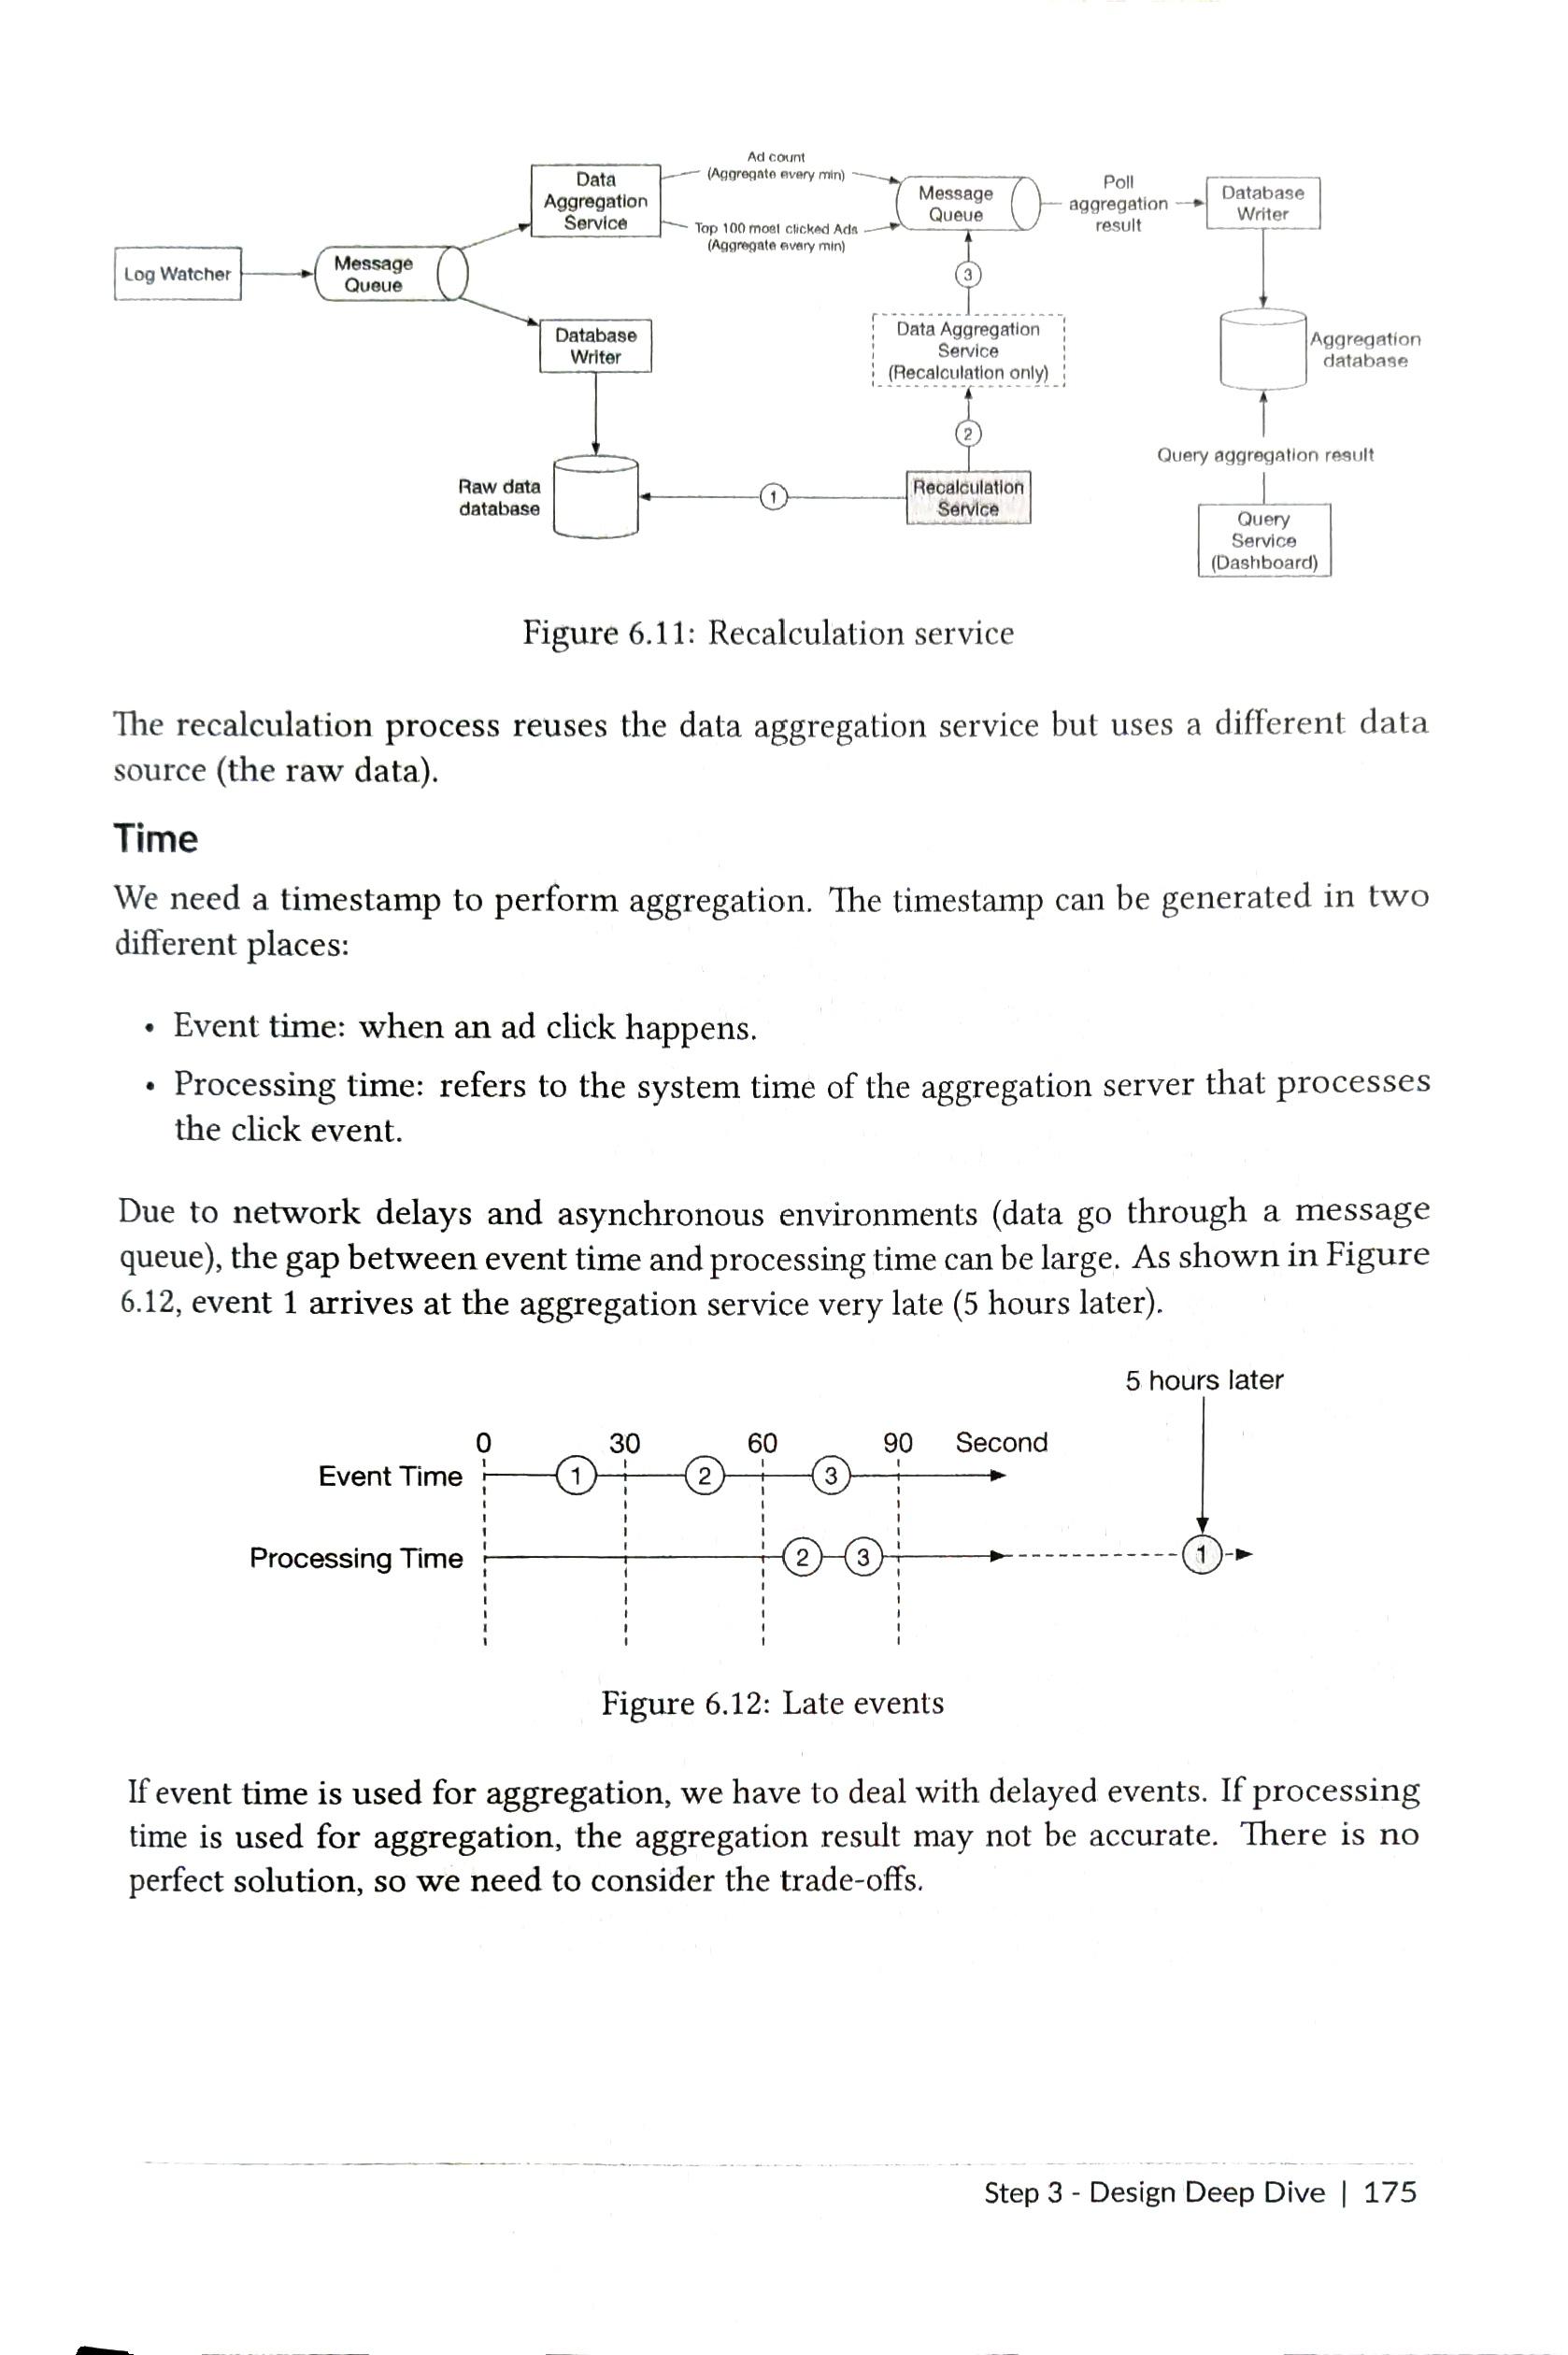 Ad count
(Aggregate every min)
Data
Aggregation
Service
Top 100 most clicked Ads
(Aggregate every min)
Message
Queue
Poll
aggregation
result
Database
Writer
Log Watcher
Message
Queue
3
Database
Writer
Data Aggregation
Service
(Recalculation only)
Aggregation
database
2
Query aggregation result
Raw data
database
1
Recalculation
Service
Query
Service
(Dashboard)
Figure 6.11: Recalculation service
The recalculation process reuses the data aggregation service but uses a different data
source (the raw data).
Time
We need a timestamp to perform aggregation. The timestamp can be generated in two
different places:
• Event time: when an ad click happens.
• Processing time: refers to the system time of the aggregation server that processes
the click event.
Due to network delays and asynchronous environments (data go through a message
queue), the gap between event time and processing time can be large. As shown in Figure
6.12, event 1 arrives at the aggregation service very late (5 hours later).
5 hours later
0 30 60 90 Second
Event Time 1 2 3
Processing Time 2 3 1
Figure 6.12: Late events
If event time is used for aggregation, we have to deal with delayed events. If processing
time is used for aggregation, the aggregation result may not be accurate. There is no
perfect solution, so we need to consider the trade-offs.
Step 3 - Design Deep Dive | 175